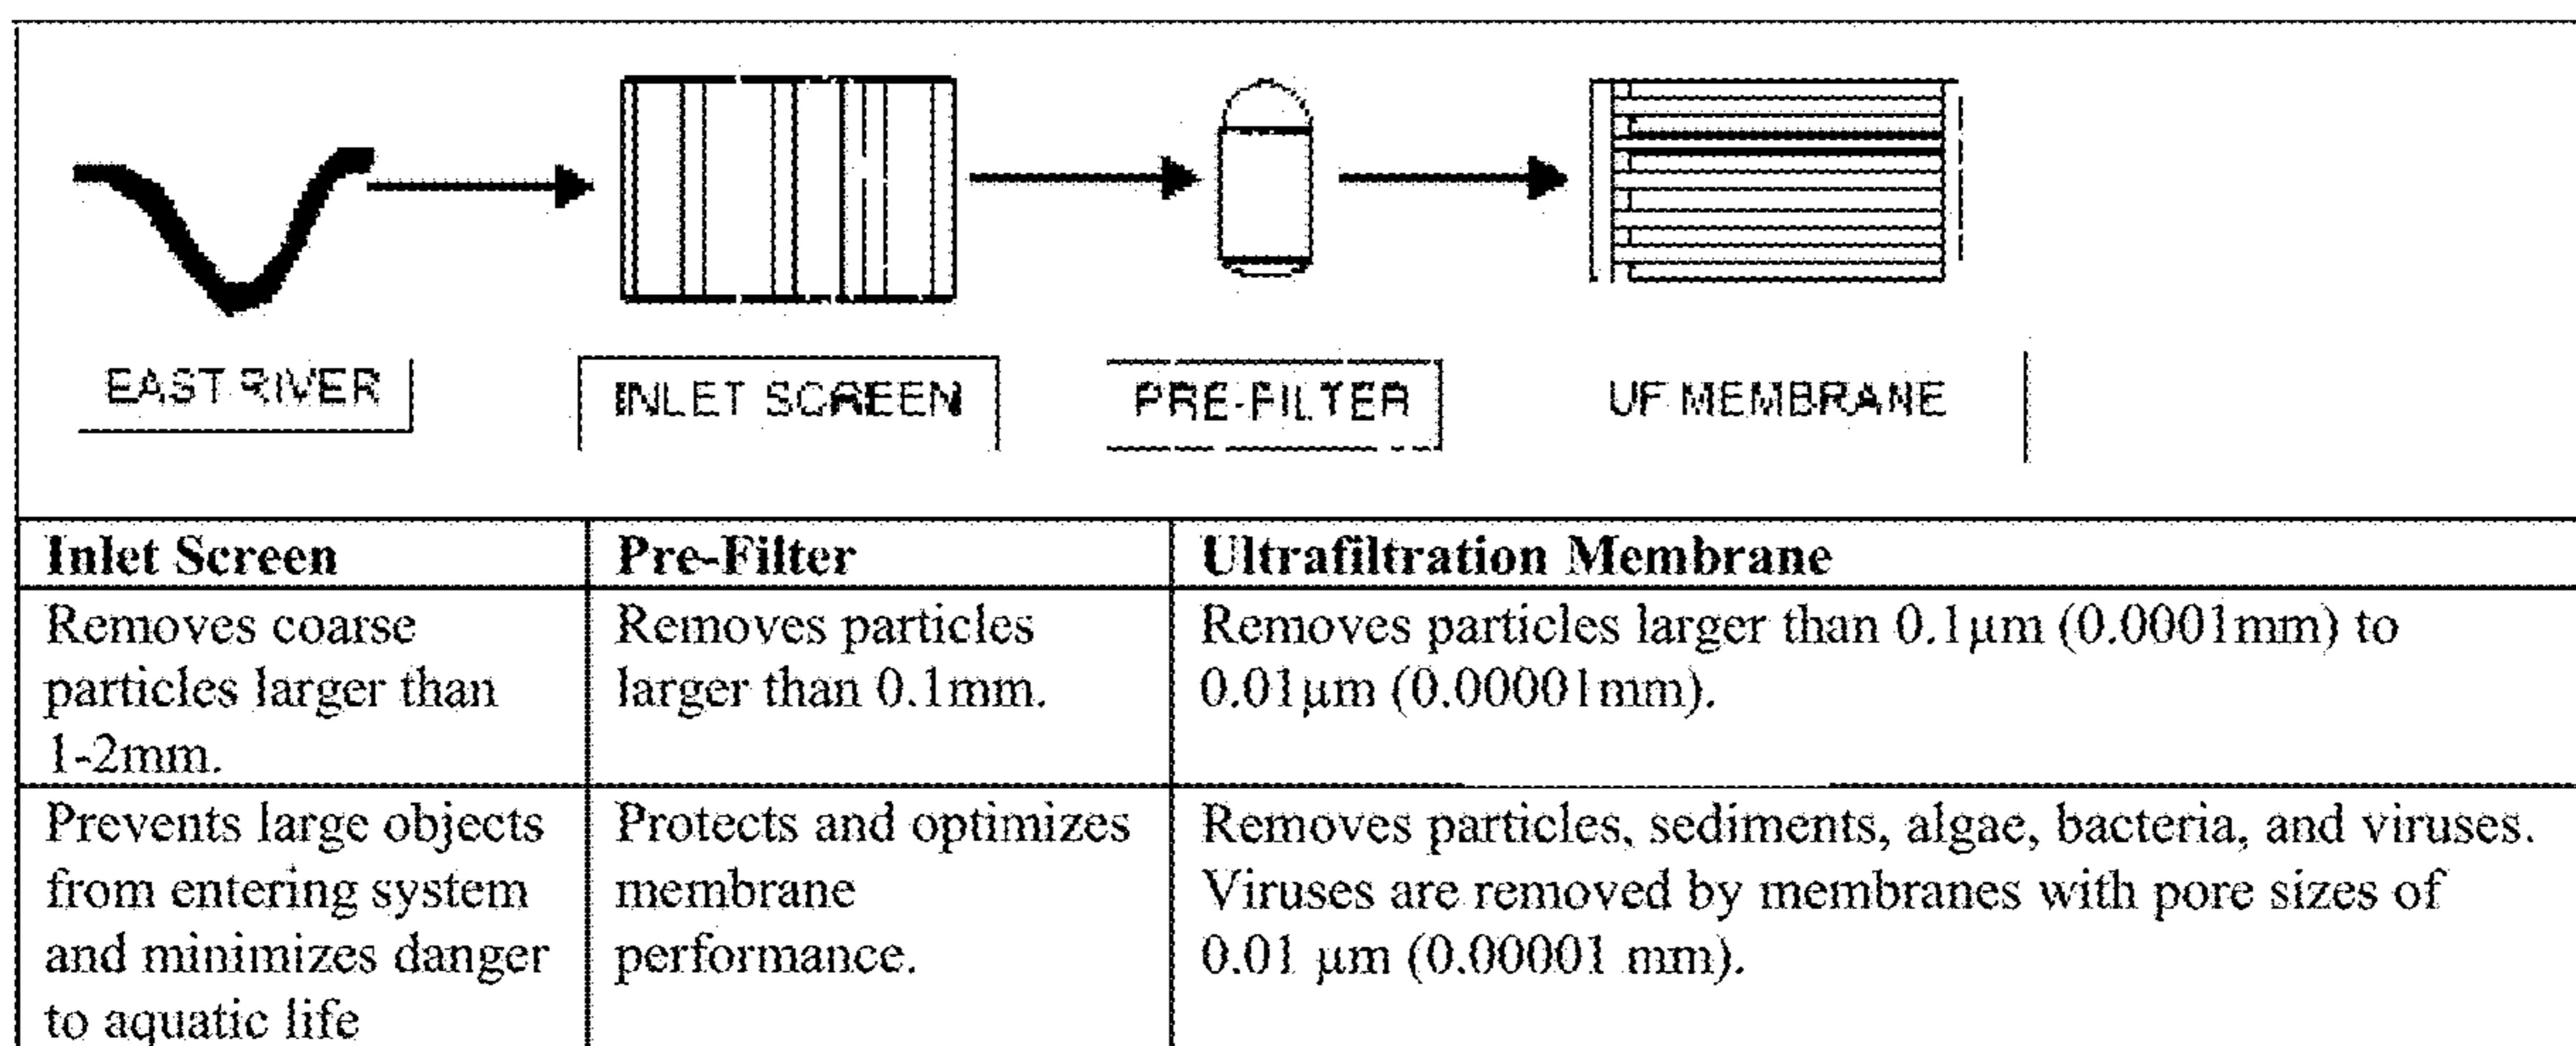 EAST RIVER
INLET SCREEN
PRE-FILTER
UF MEMBRANE
Inlet Screen
Pre-Filter
Ultrafiltration Membrane
Removes coarse
particles larger than
1-2mm.
Removes particles
larger than 0.1mm.
Removes particles larger than 0.1µm (0.0001mm) to
0.01µm (0.00001mm).
Prevents large objects
from entering system
and minimizes danger
to aquatic life
Protects and optimizes
membrane
performance.
Removes particles, sediments, algae, bacteria, and viruses.
Viruses are removed by membranes with pore sizes of
0.01 µm (0.00001 mm).